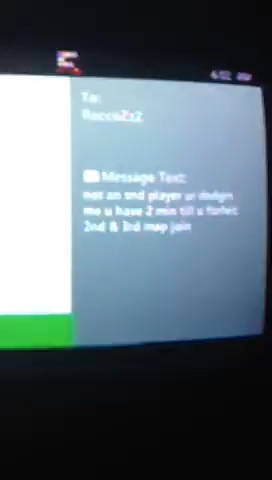 To:
RaccoZzZ
Message Text:
not an snd player ur dodgin
me u have 2 min till u forfeit
2nd & 3rd map join